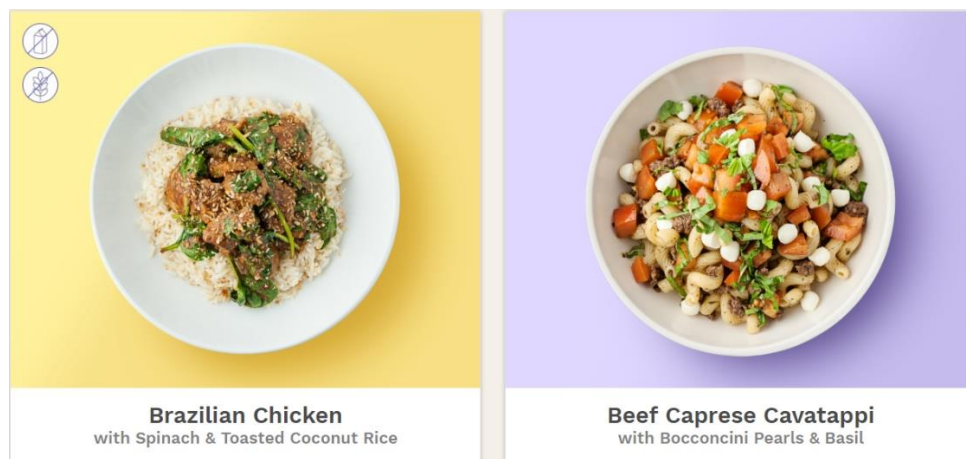 Brazilian Chicken
with Spinach & Toasted Coconut Rice
Beef Caprese Cavatappi
with Bocconcini Pearls & Basil